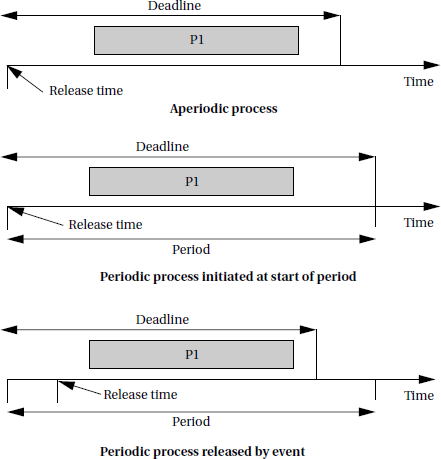 Deadline
P1
Time
Release time
Aperiodic process
Deadline
P1
Time
Release time
Period
Periodic process initiated at start of period
Deadline
P1
Release time
Time
Period
Periodic process released by event